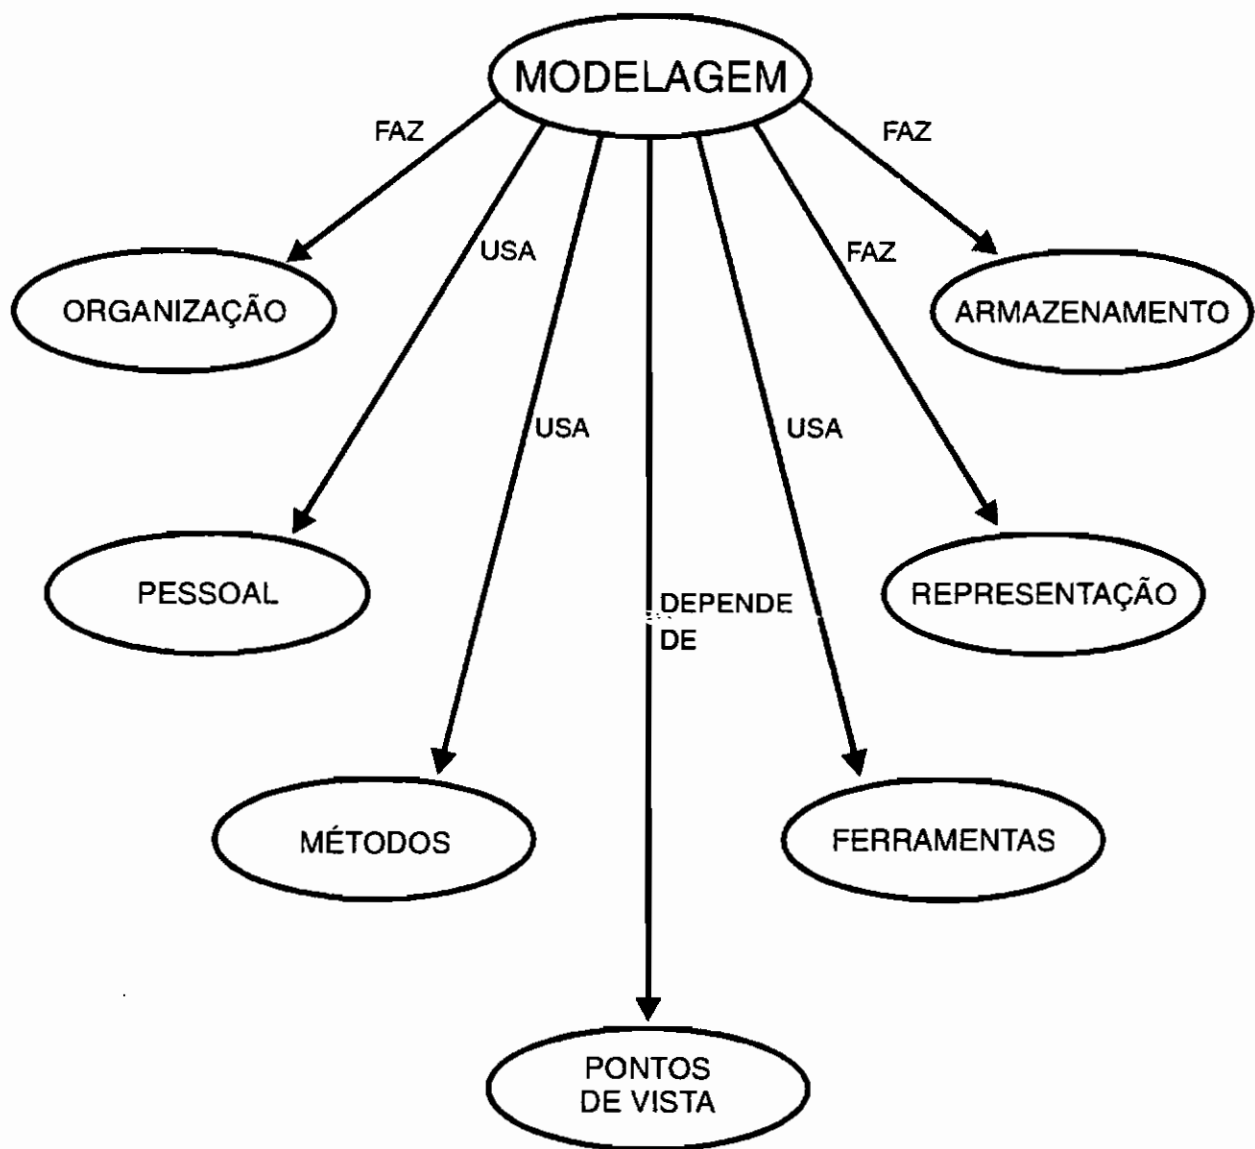 MODELAGEM
FAZ
FAZ
USA
FAZ
ORGANIZAÇÃO
ARMAZENAMENTO
USA
USA
PESSOAL
DEPENDE
DE
REPRESENTAÇÃO
MÉTODOS
FERRAMENTAS
PONTOS
DE VISTA